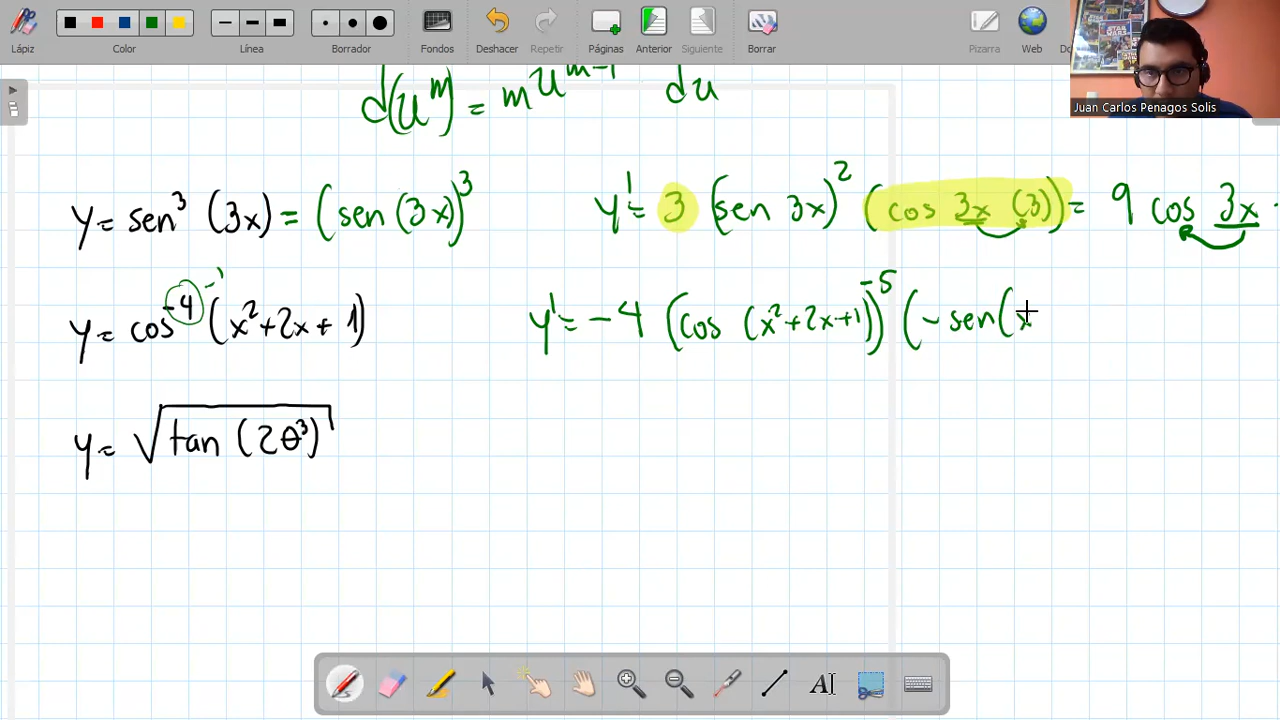 Lápiz Color Línea Borrador Fondos Deshacer Repetir Páginas Anterior Siguiente Borrar Pizarra Web
Juan Carlos Penagos Solís
d(u^m) = m u^{m-1} du
y = sen³ (3x) = (sen (3x))³ y' = 3 (sen 3x)² (cos 3x (3)) = 9 cos 3x
y = cos^{-4} (x²+2x+1) y' = -4 (cos (x²+2x+1))^{-5} (- sen(x
y = √tan (2θ³)